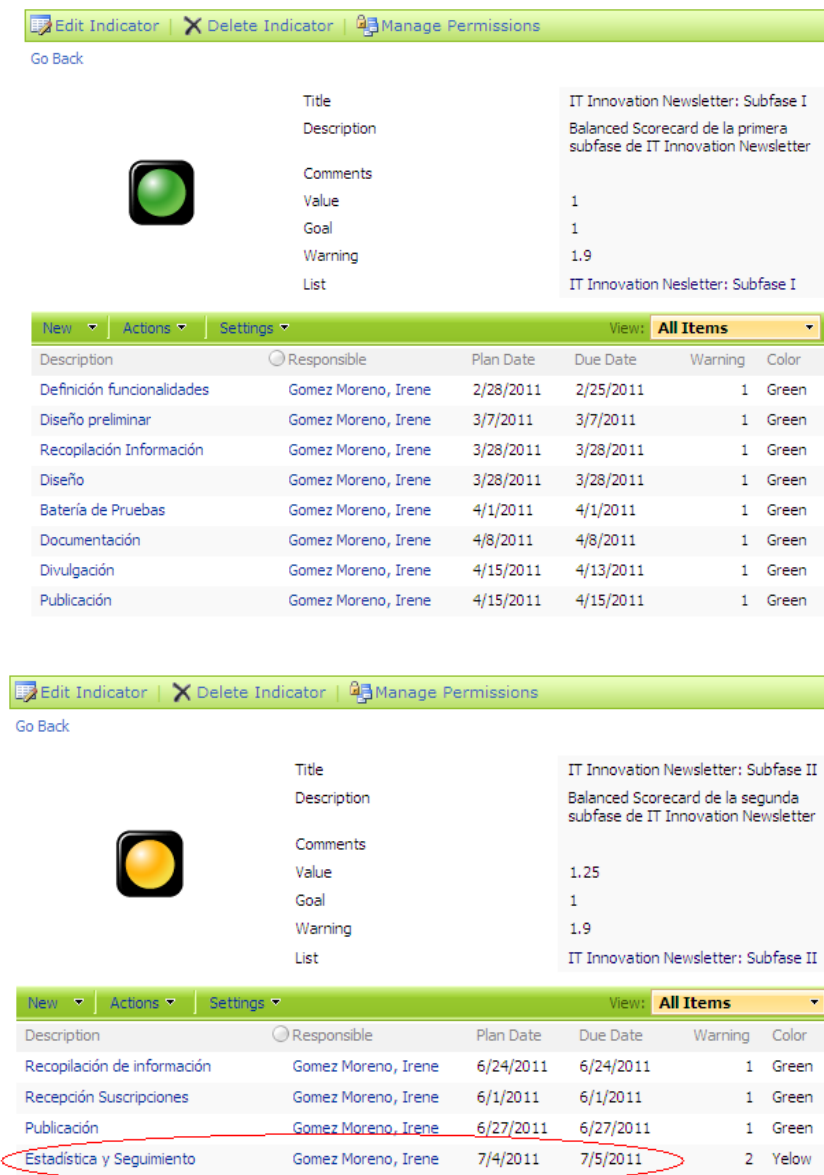 Edit Indicator | Delete Indicator | Manage Permissions
Go Back
Title IT Innovation Newsletter: Subfase I
Description Balanced Scorecard de la primera
subfase de IT Innovation Newsletter
Comments
Value 1
Goal 1
Warning 1.9
List IT Innovation Nesletter: Subfase I
New Actions Settings View: All Items
Description Responsible Plan Date Due Date Warning Color
Definición funcionalidades Gomez Moreno, Irene 2/28/2011 2/25/2011 1 Green
Diseño preliminar Gomez Moreno, Irene 3/7/2011 3/7/2011 1 Green
Recopilación Información Gomez Moreno, Irene 3/28/2011 3/28/2011 1 Green
Diseño Gomez Moreno, Irene 3/28/2011 3/28/2011 1 Green
Batería de Pruebas Gomez Moreno, Irene 4/1/2011 4/1/2011 1 Green
Documentación Gomez Moreno, Irene 4/8/2011 4/8/2011 1 Green
Divulgación Gomez Moreno, Irene 4/15/2011 4/13/2011 1 Green
Publicación Gomez Moreno, Irene 4/15/2011 4/15/2011 1 Green
Edit Indicator | Delete Indicator | Manage Permissions
Go Back
Title IT Innovation Newsletter: Subfase II
Description Balanced Scorecard de la segunda
subfase de IT Innovation Newsletter
Comments
Value 1.25
Goal 1
Warning 1.9
List IT Innovation Newsletter: Subfase II
New Actions Settings View: All Items
Description Responsible Plan Date Due Date Warning Color
Recopilación de información Gomez Moreno, Irene 6/24/2011 6/24/2011 1 Green
Recepción Suscripciones Gomez Moreno, Irene 6/1/2011 6/1/2011 1 Green
Publicación Gomez Moreno, Irene 6/27/2011 6/27/2011 1 Green
Estadística y Seguimiento Gomez Moreno, Irene 7/4/2011 7/5/2011 2 Yelow